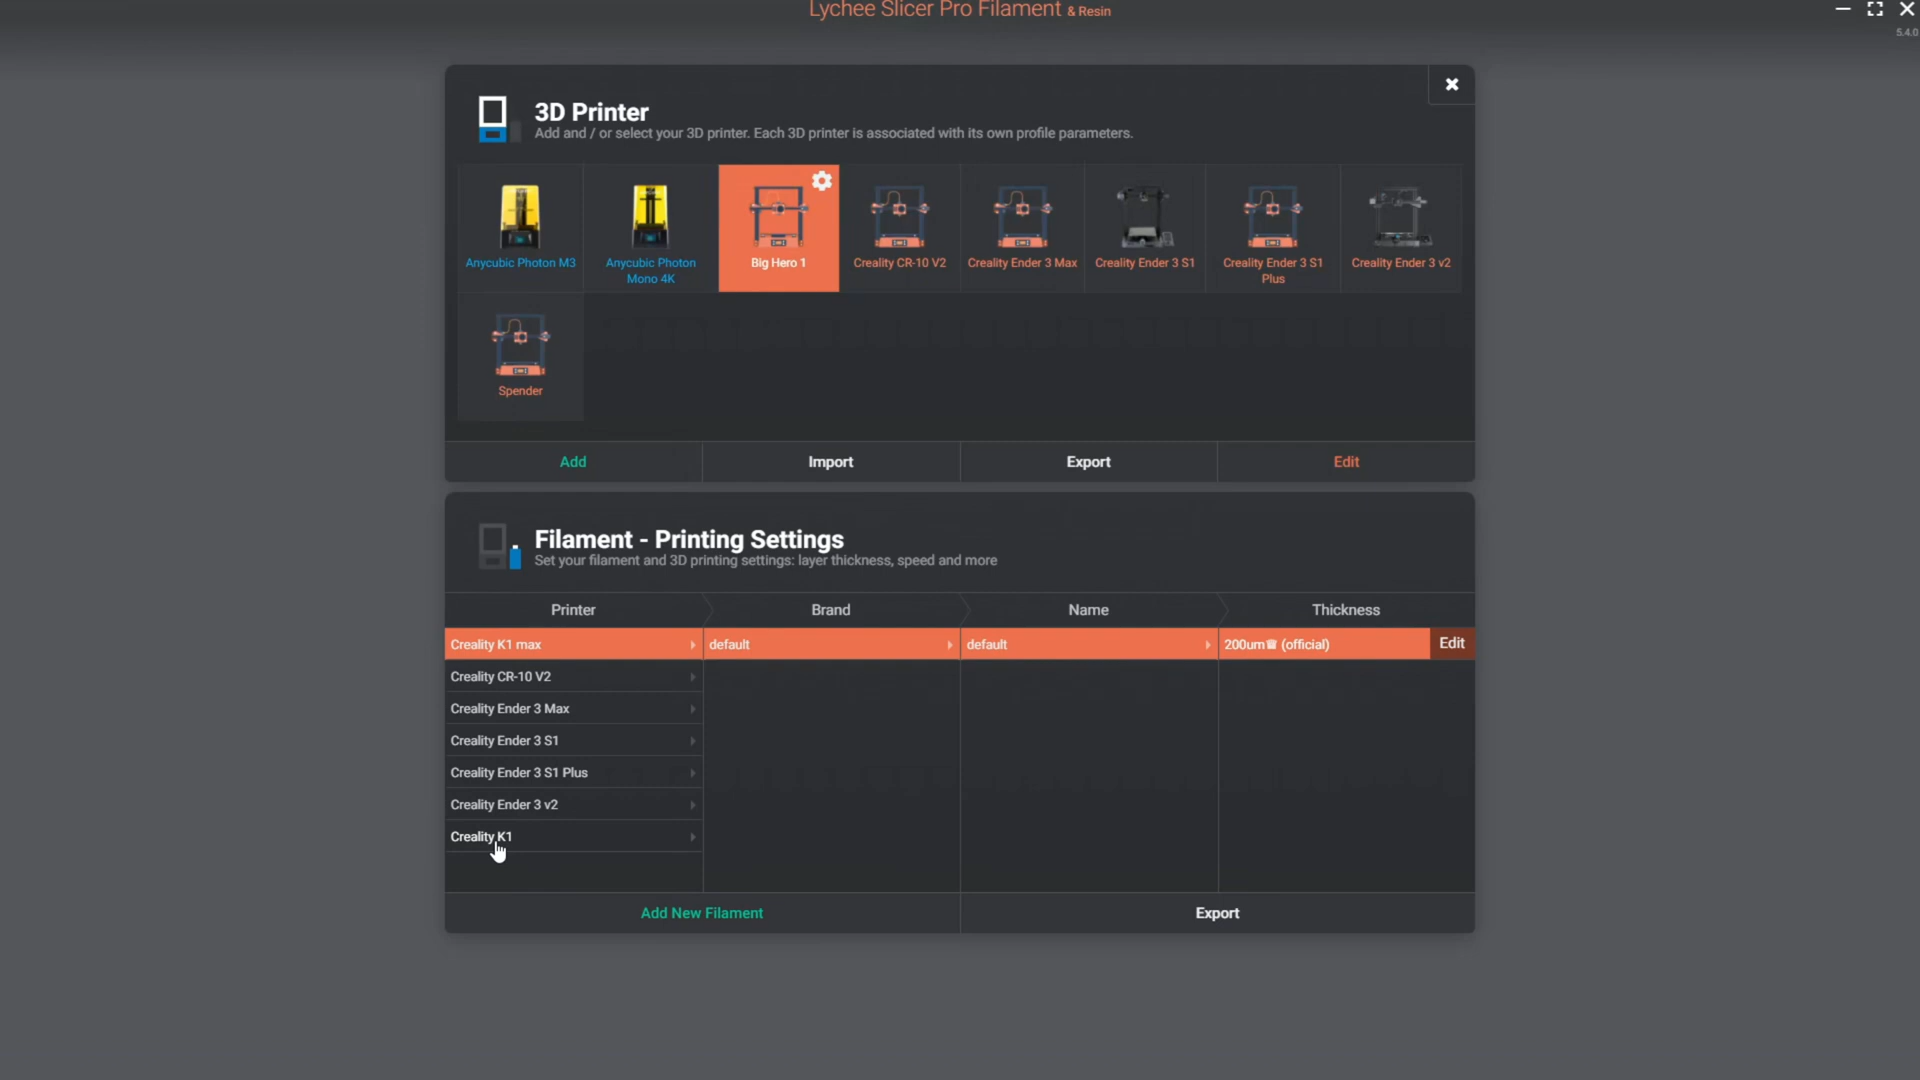 Lychee Slicer Pro Filament & Resin
5.4.0
3D Printer
Add and / or select your 3D printer. Each 3D printer is associated with its own profile parameters.
Anycubic Photon M3
Anycubic Photon
Mono 4K
Big Hero 1
Creality CR-10 V2
Creality Ender 3 Max
Creality Ender 3 S1
Creality Ender 3 S1
Plus
Creality Ender 3 v2
Spender
Add
Import
Export
Edit
Filament - Printing Settings
Set your filament and 3D printing settings: layer thickness, speed and more
Printer
Brand
Name
Thickness
Creality K1 max
default
default
200um♛ (official)
Edit
Creality CR-10 V2
Creality Ender 3 Max
Creality Ender 3 S1
Creality Ender 3 S1 Plus
Creality Ender 3 v2
Creality K1
Add New Filament
Export